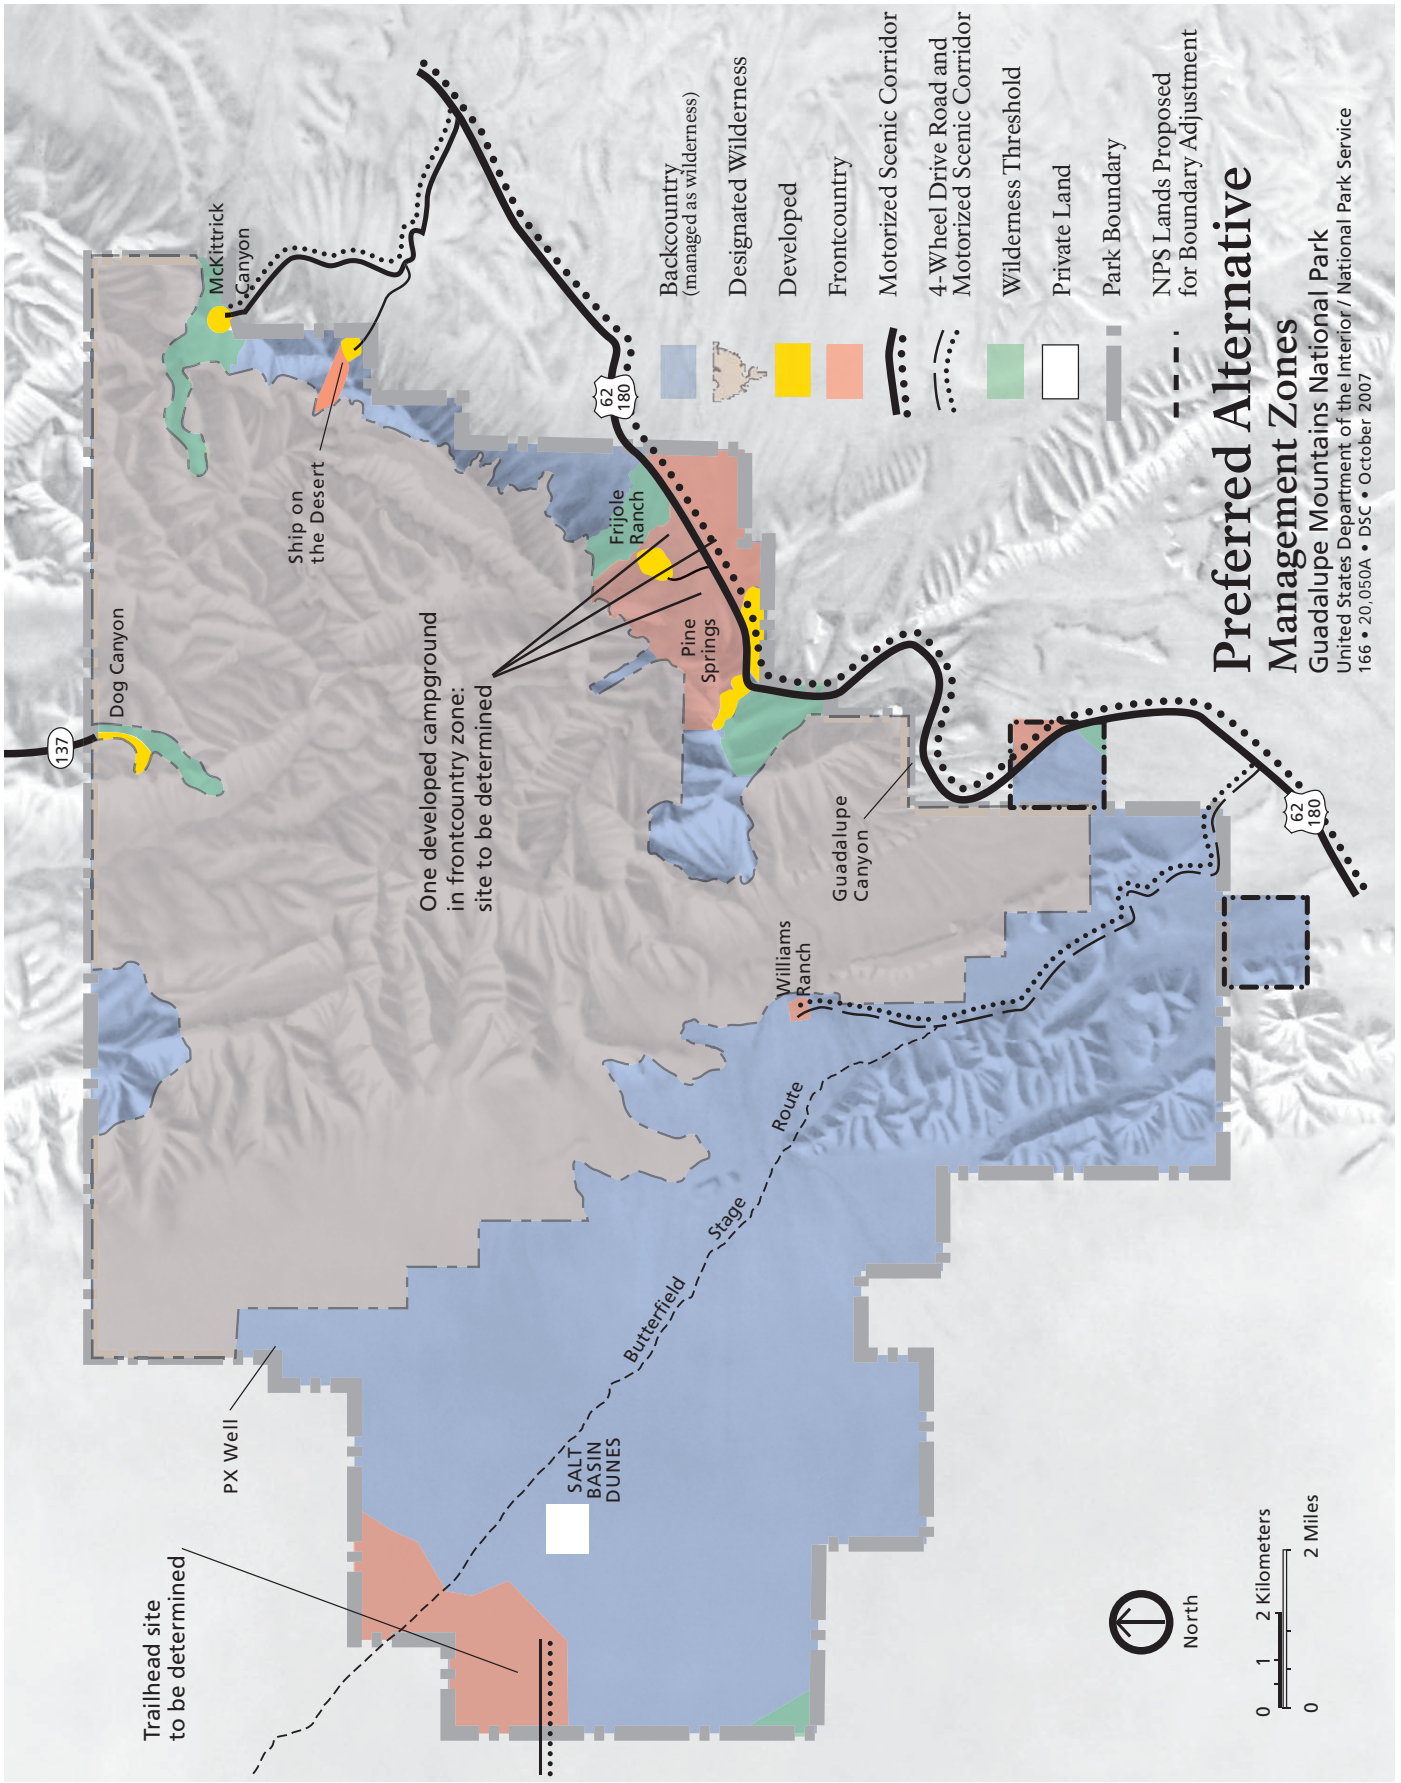 137
Dog Canyon
McKittrick
Canyon
Ship on
the Desert
Frijole
Ranch
62
180
One developed campground
in frontcountry zone:
site to be determined
Pine
Springs
Guadalupe
Canyon
Williams
Ranch
62
180
PX Well
Butterfield
Stage
Route
SALT
BASIN
DUNES
Trailhead site
to be determined
Backcountry
(managed as wilderness)
Designated Wilderness
Developed
Frontcountry
Motorized Scenic Corridor
4-Wheel Drive Road and
Motorized Scenic Corridor
Wilderness Threshold
Private Land
Park Boundary
NPS Lands Proposed
for Boundary Adjustment
Preferred Alternative
Management Zones
Guadalupe Mountains National Park
United States Department of the Interior / National Park Service
166 • 20,050A • DSC • October 2007
North
0 1 2 Kilometers
0 2 Miles